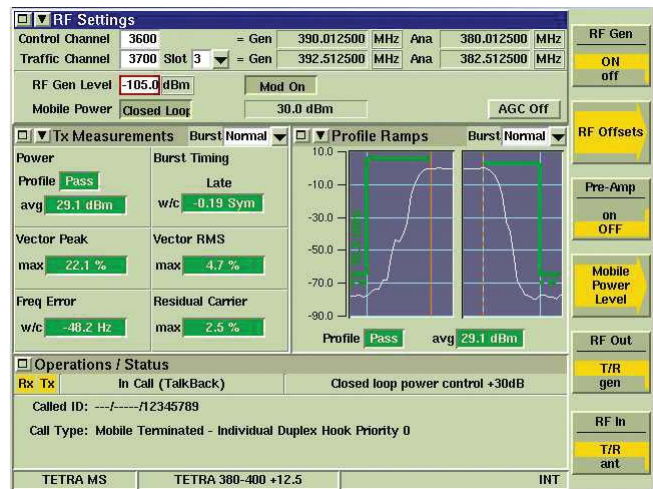 RF Settings
Control Channel 3600 = Gen 390.012500 MHz Ana 380.012500 MHz
Traffic Channel 3700 Slot 3 = Gen 392.512500 MHz Ana 382.512500 MHz
RF Gen Level -105.0 dBm Mod On
Mobile Power Closed Loop 30.0 dBm AGC Off
Tx Measurements Burst Normal
Power Burst Timing
Profile Pass Late
avg 29.1 dBm w/c -0.19 Sym
Vector Peak Vector RMS
max 22.1 % max 4.7 %
Freq Error Residual Carrier
w/c -48.2 Hz max 2.5 %
Profile Ramps Burst Normal
10.0
-10.0
-30.0
-50.0
-70.0
-90.0
Profile Pass avg 29.1 dBm
Operations / Status
Rx Tx In Call (TalkBack) Closed loop power control +30dB
Called ID: ---/-----/12345789
Call Type: Mobile Terminated - Individual Duplex Hook Priority 0
TETRA MS TETRA 380-400 +12.5 INT
RF Gen
ON
off
RF Offsets
Pre-Amp
on
OFF
Mobile
Power
Level
RF Out
T/R
gen
RF In
T/R
ant